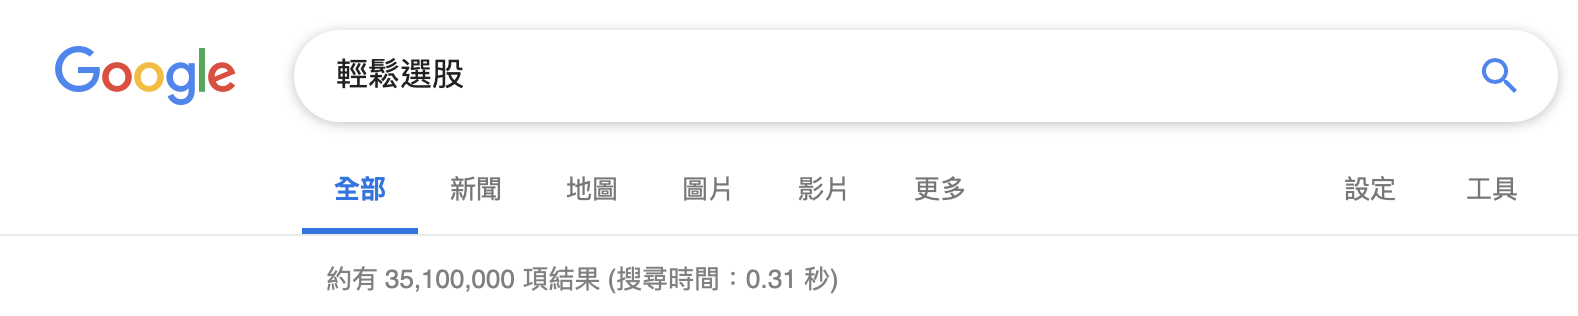 Google
輕鬆選股
全部 新聞 地圖 圖片 影片 更多 設定 工具
約有 35,100,000 項結果 (搜尋時間：0.31 秒)